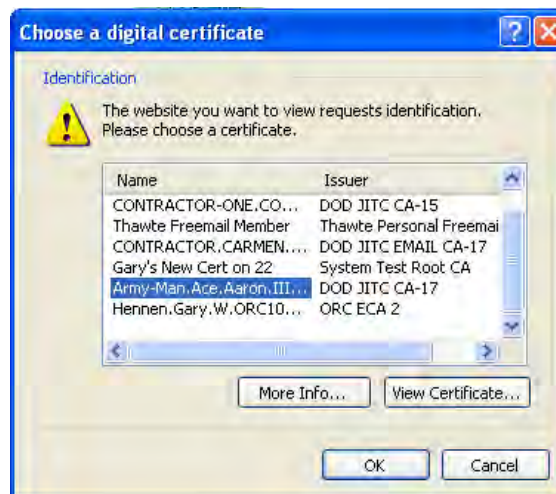 Choose a digital certificate
Identification
The website you want to view requests identification.
Please choose a certificate.
Name Issuer
CONTRACTOR-ONE.CO... DOD JITC CA-15
Thawte Freemail Member Thawte Personal Freemai
CONTRACTOR.CARMEN.... DOD JITC EMAIL CA-17
Gary's New Cert on 22 System Test Root CA
Army-Man.Ace.Aaron.III... DOD JITC CA-17
Hennen.Gary.W.ORC10... ORC ECA 2
More Info... View Certificate...
OK Cancel